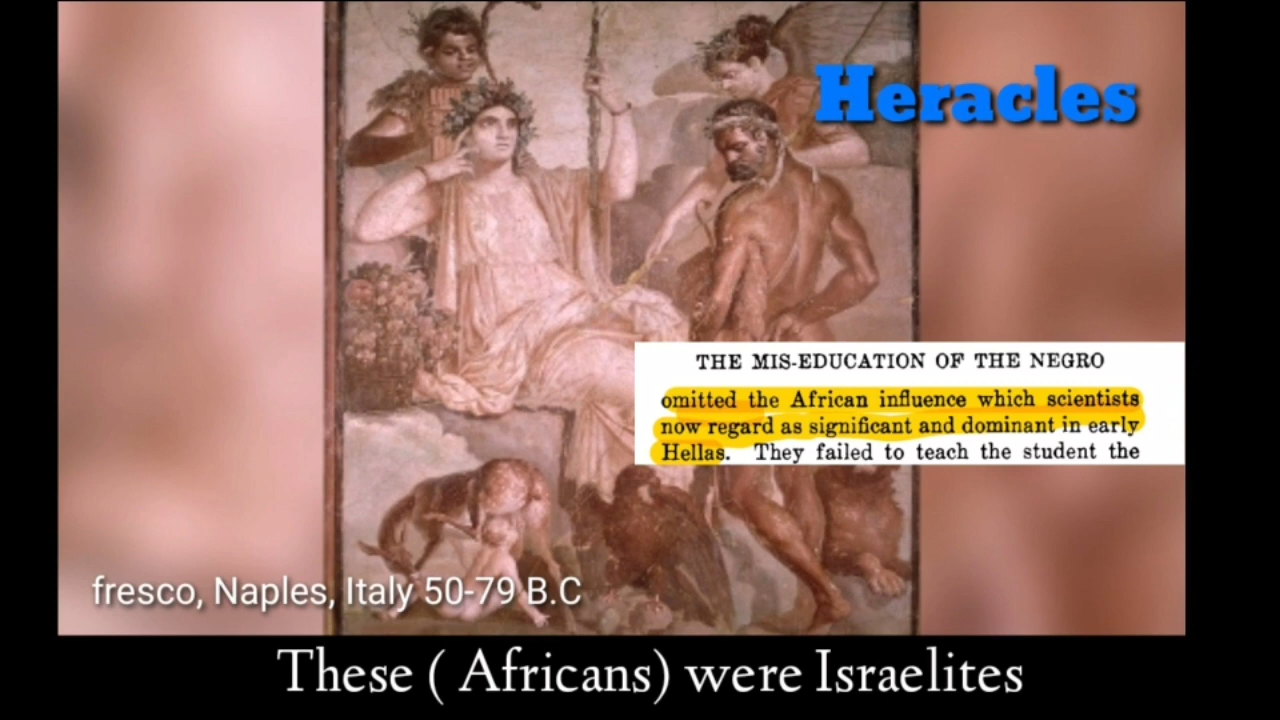 Heracles
THE MIS-EDUCATION OF THE NEGRO
omitted the African influence which scientists
now regard as significant and dominant in early
Hellas. They failed to teach the student the
fresco, Naples, Italy 50-79 B.C
These ( Africans) were Israelites